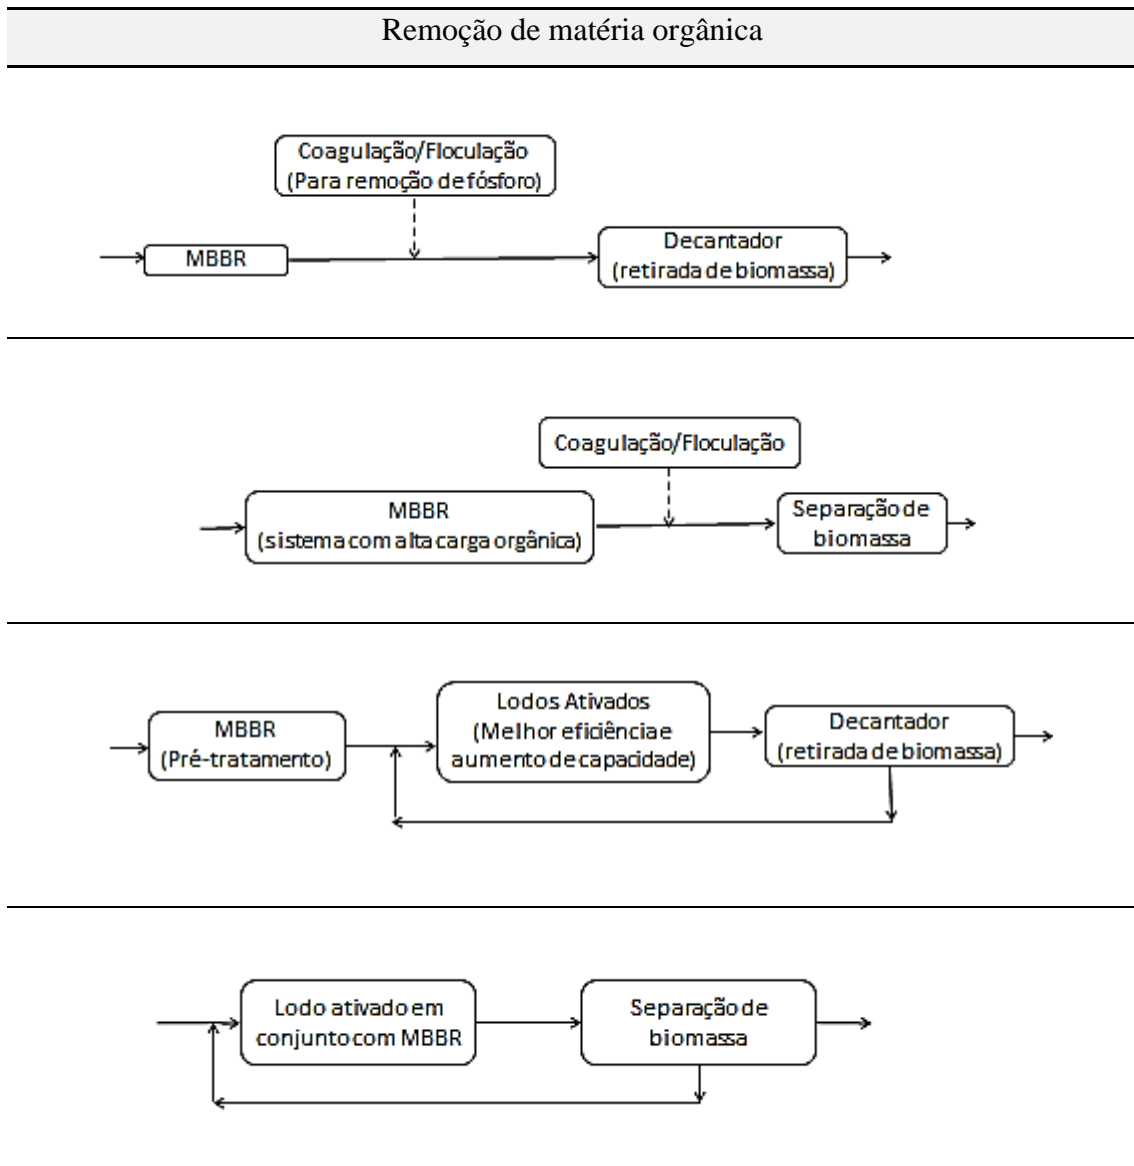 Remoção de matéria orgânica
Coagulação/Floculação
(Para remoção de fósforo)
MBBR
Decantador
(retirada de biomassa)
Coagulação/Floculação
MBBR
(sistema com alta carga orgânica)
Separação de
biomassa
MBBR
(Pré-tratamento)
Lodos Ativados
(Melhor eficiência e
aumento de capacidade)
Decantador
(retirada de biomassa)
Lodo ativado em
conjunto com MBBR
Separação de
biomassa